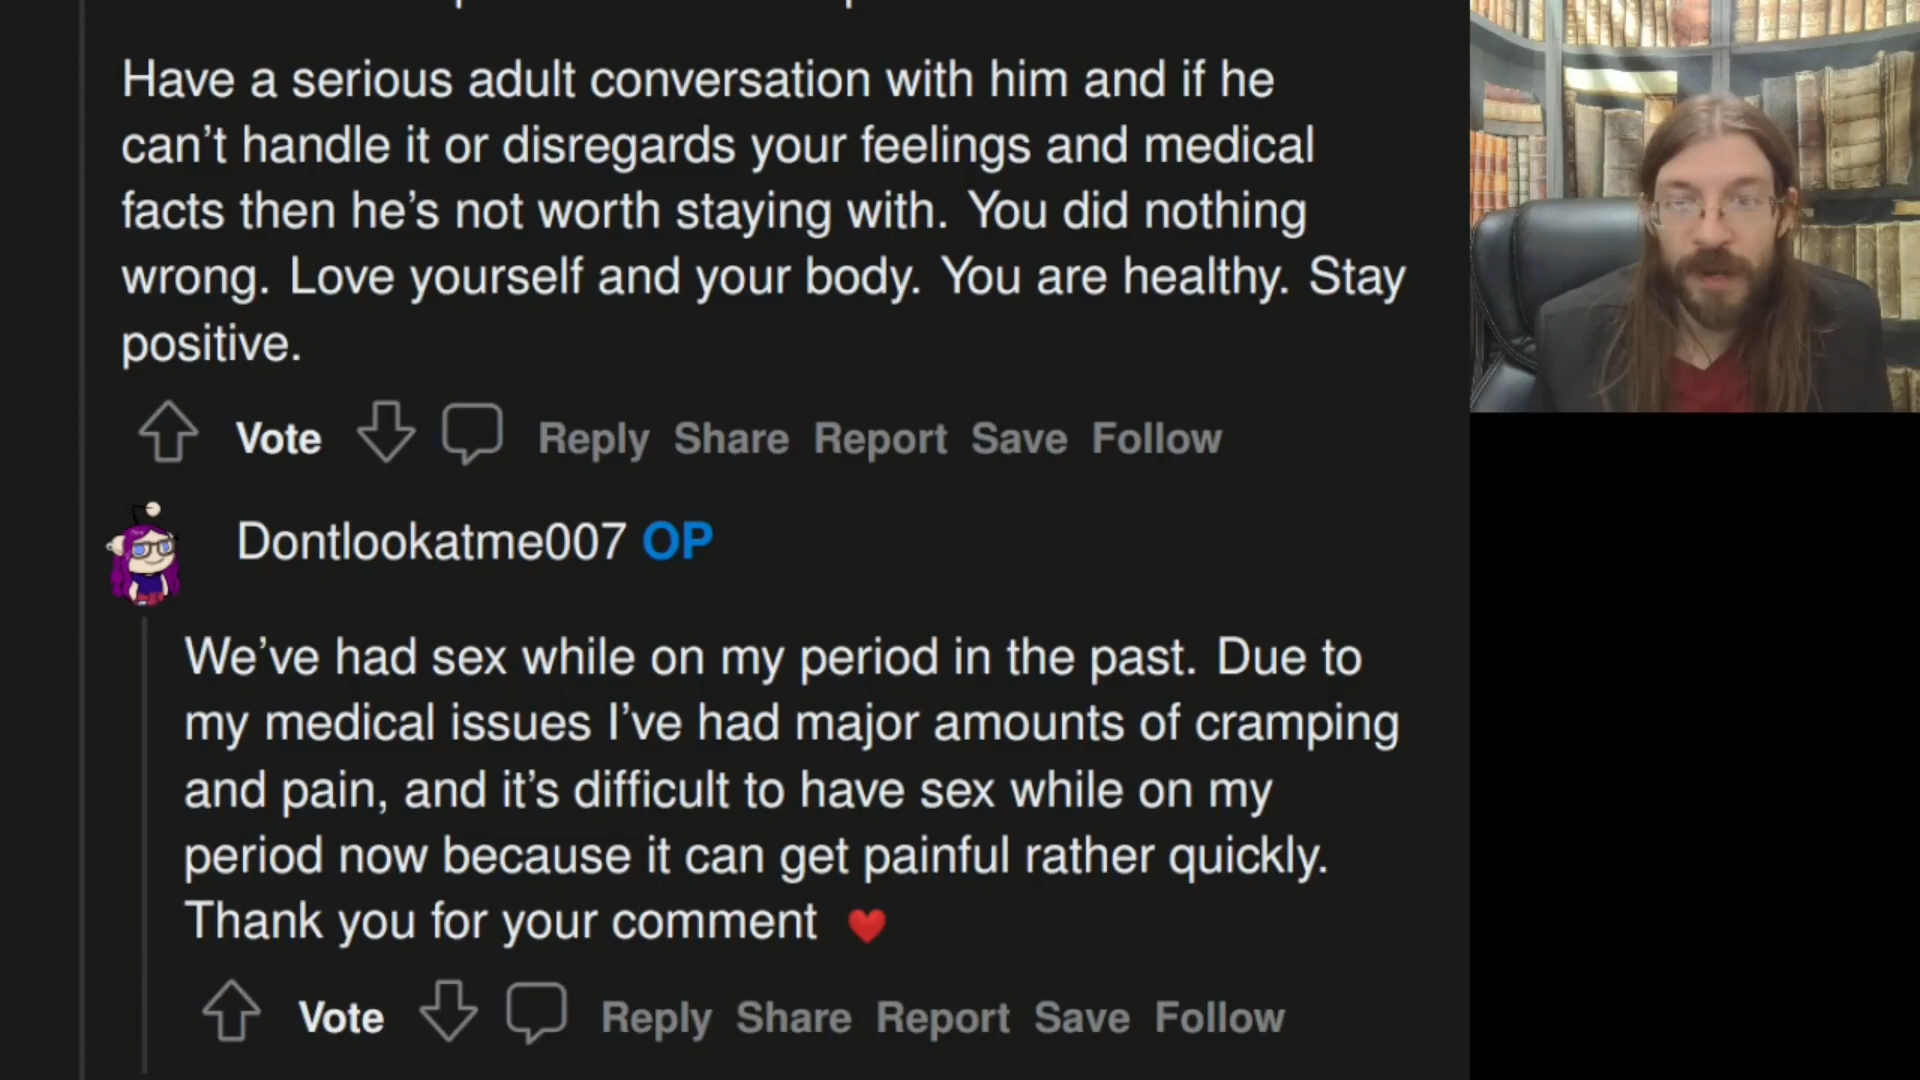 Have a serious adult conversation with him and if he
can't handle it or disregards your feelings and medical
facts then he's not worth staying with. You did nothing
wrong. Love yourself and your body. You are healthy. Stay
positive.
Vote Reply Share Report Save Follow
Dontlookatme007 OP
We've had sex while on my period in the past. Due to
my medical issues I've had major amounts of cramping
and pain, and it's difficult to have sex while on my
period now because it can get painful rather quickly.
Thank you for your comment ❤️
Vote Reply Share Report Save Follow